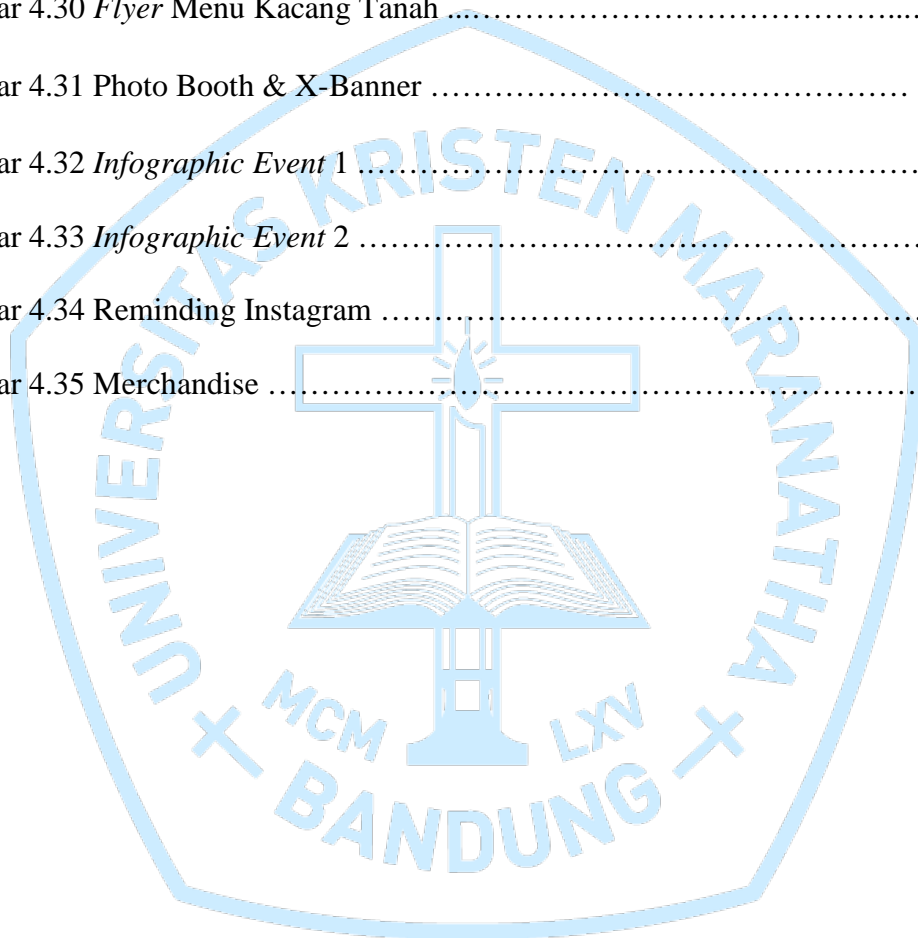 ar 4.30 Flyer Menu Kacang Tanah ..……………………………………...
ar 4.31 Photo Booth & X-Banner ………………………………………
ar 4.32 Infographic Event 1 ………………………………………………
ar 4.33 Infographic Event 2 ………………………………………………
ar 4.34 Reminding Instagram ……………………………………………
ar 4.35 Merchandise ………………………………………………………
UNIVERSITAS KRISTEN MARANATHA
MCM LXV
BANDUNG